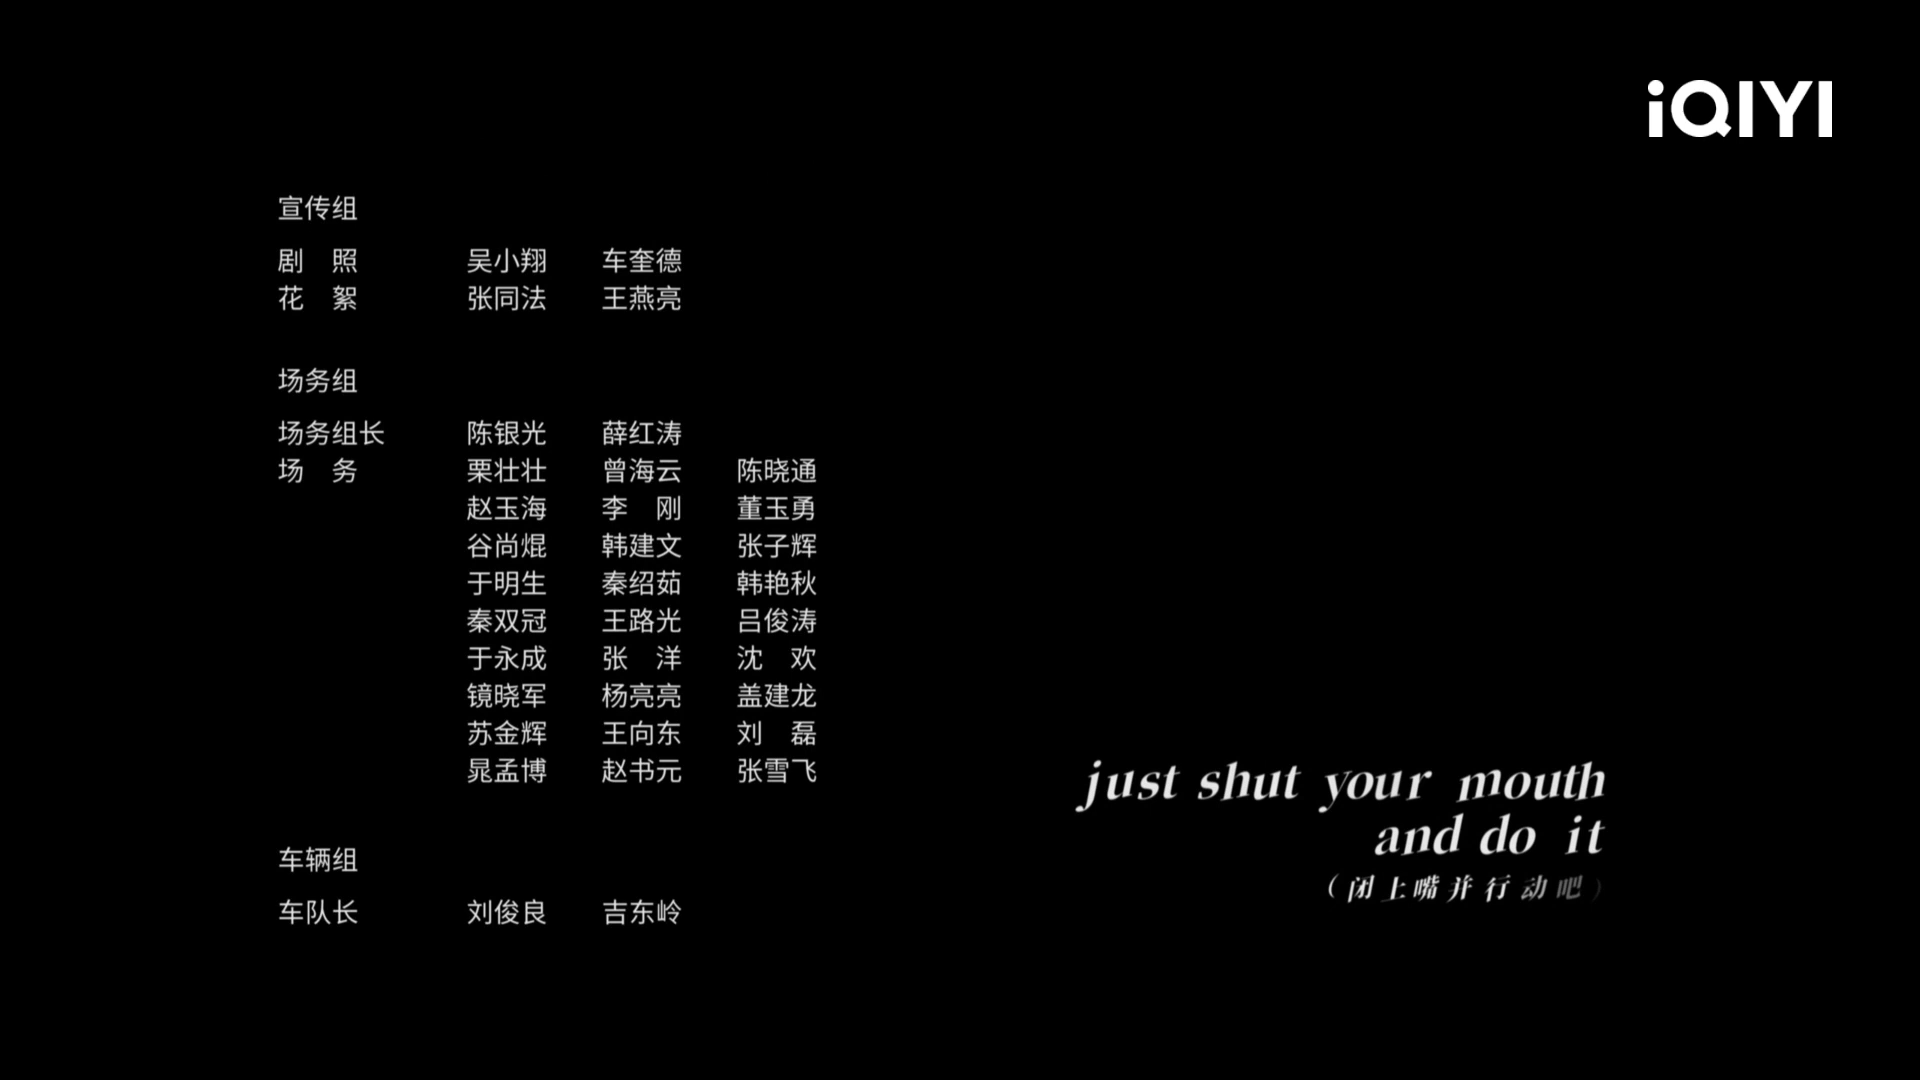 iQIYI
宣传组
剧 照 吴小翔 车奎德
花 絮 张同法 王燕亮
场务组
场务组长 陈银光 薛红涛
场 务 栗壮壮 曾海云 陈晓通
赵玉海 李 刚 董玉勇
谷尚焜 韩建文 张子辉
于明生 秦绍茹 韩艳秋
秦双冠 王路光 吕俊涛
于永成 张 洋 沈 欢
镜晓军 杨亮亮 盖建龙
苏金辉 王向东 刘 磊
晁孟博 赵书元 张雪飞
车辆组
车队长 刘俊良 吉东岭
just shut your mouth
and do it
（闭上嘴并行动吧）